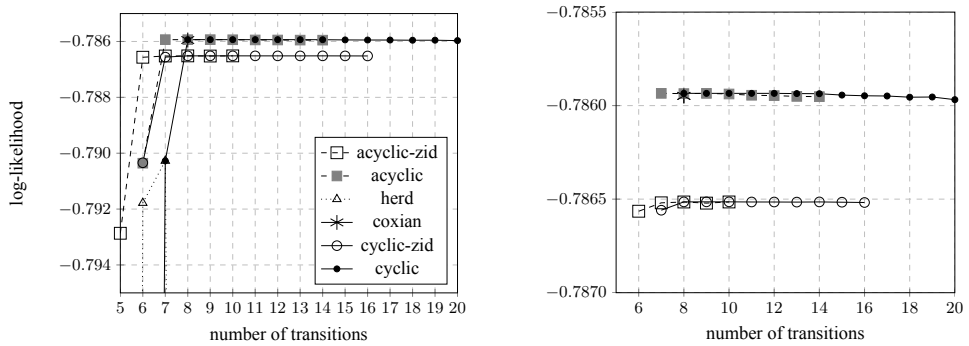 log-likelihood
−0.786
−0.788
−0.790
−0.792
−0.794
5 6 7 8 9 10 11 12 13 14 15 16 17 18 19 20
number of transitions
acyclic-zid
acyclic
herd
coxian
cyclic-zid
cyclic
−0.7855
−0.7860
−0.7865
−0.7870
6 8 10 12 14 16 18 20
number of transitions